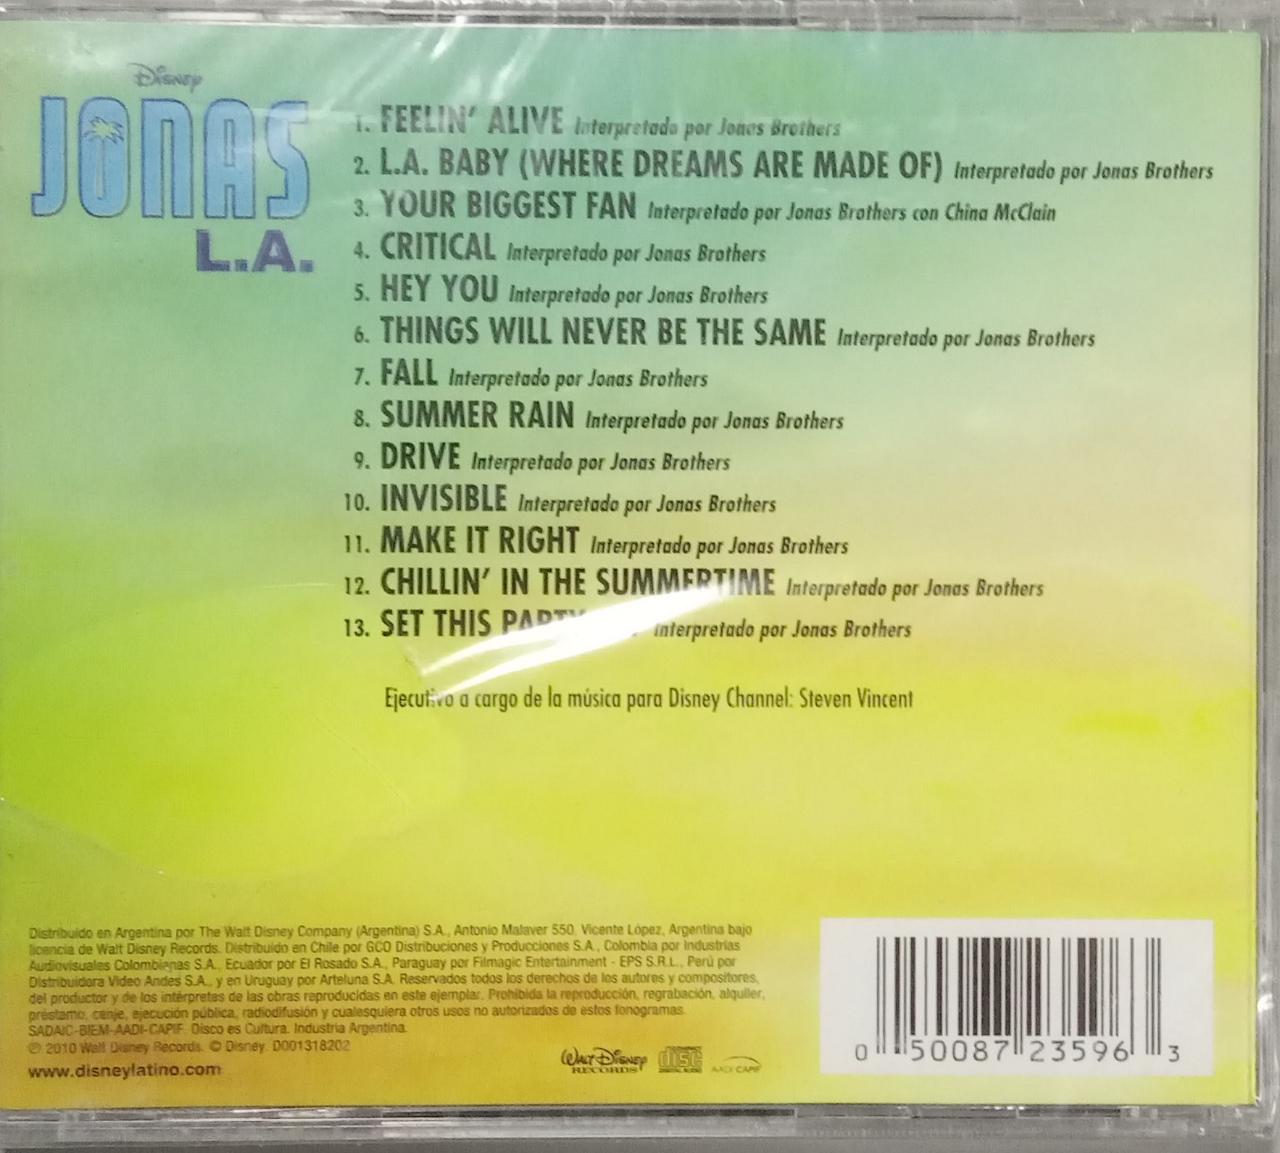 Disney
JONAS
L.A.
1. FEELIN' ALIVE Interpretado por Jonas Brothers
2. L.A. BABY (WHERE DREAMS ARE MADE OF) Interpretado por Jonas Brothers
3. YOUR BIGGEST FAN Interpretado por Jonas Brothers con China McClain
4. CRITICAL Interpretado por Jonas Brothers
5. HEY YOU Interpretado por Jonas Brothers
6. THINGS WILL NEVER BE THE SAME Interpretado por Jonas Brothers
7. FALL Interpretado por Jonas Brothers
8. SUMMER RAIN Interpretado por Jonas Brothers
9. DRIVE Interpretado por Jonas Brothers
10. INVISIBLE Interpretado por Jonas Brothers
11. MAKE IT RIGHT Interpretado por Jonas Brothers
12. CHILLIN' IN THE SUMMERTIME Interpretado por Jonas Brothers
13. SET THIS PARTY Interpretado por Jonas Brothers
Ejecutivo a cargo de la música para Disney Channel: Steven Vincent
Distribuido en Argentina por The Walt Disney Company (Argentina) S.A., Antonio Malaver 550, Vicente López, Argentina bajo
licencia de Walt Disney Records. Distribuido en Chile por GCO Distribuciones y Producciones S.A., Colombia por Industrias
Audiovisuales Colombianas S.A., Ecuador por El Rosado S.A., Paraguay por Filmagic Entertainment - EPS S.R.L., Perú por
Distribuidora Video Andes S.A., y en Uruguay por Arteluna S.A. Reservados todos los derechos de los autores y compositores,
del productor y de los intérpretes de las obras reproducidas en este ejemplar. Prohibida la reproducción, regrabación, alquiler,
préstamo, canje, ejecución pública, radiodifusión y cualesquiera otros usos no autorizados de estos fonogramas.
SADAIC-BIEM-AADI-CAPIF. Disco es Cultura. Industria Argentina.
℗ 2010 Walt Disney Records. © Disney. D001318202
www.disneylatino.com
WALT DISNEY RECORDS
COMPACT disc DIGITAL AUDIO
AADI CAPIF
0 50087 23596 3